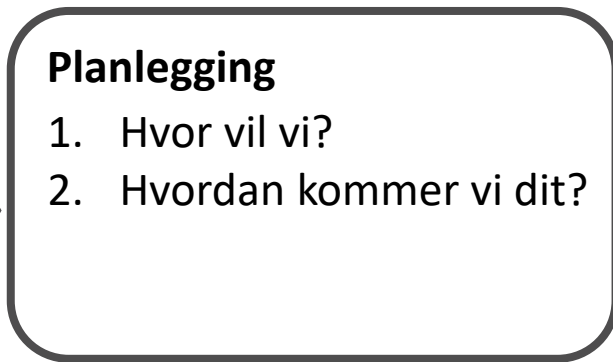 Planlegging
1. Hvor vil vi?
2. Hvordan kommer vi dit?